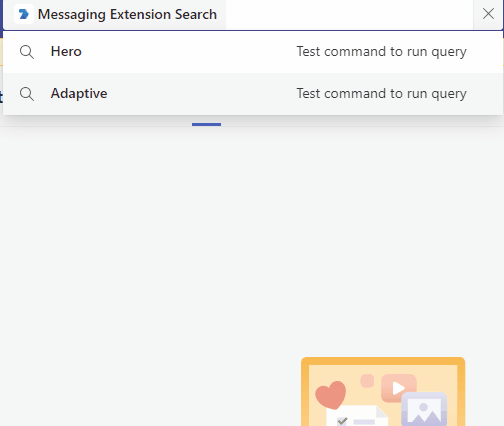 Messaging Extension Search
Hero Test command to run query
Adaptive Test command to run query